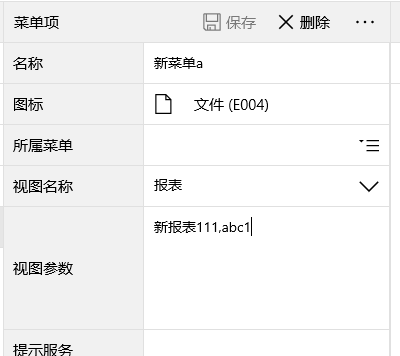 菜单项 保存 删除 ...
名称 新菜单a
图标 文件 (E004)
所属菜单
视图名称 报表
新报表111,abc1
视图参数
提示服务